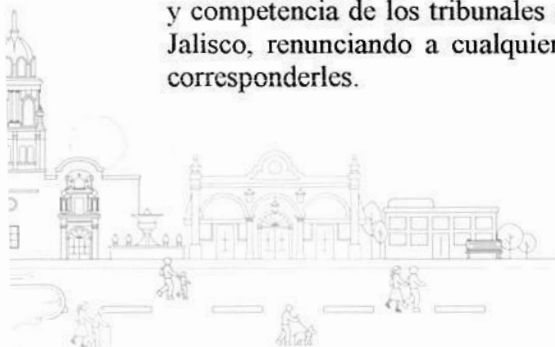 y competencia de los tribunales
Jalisco, renunciando a cualquier
corresponderles.